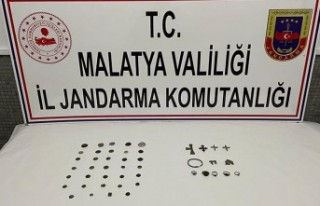 T.C.
MALATYA VALİLİĞİ
İL JANDARMA KOMUTANLIĞI